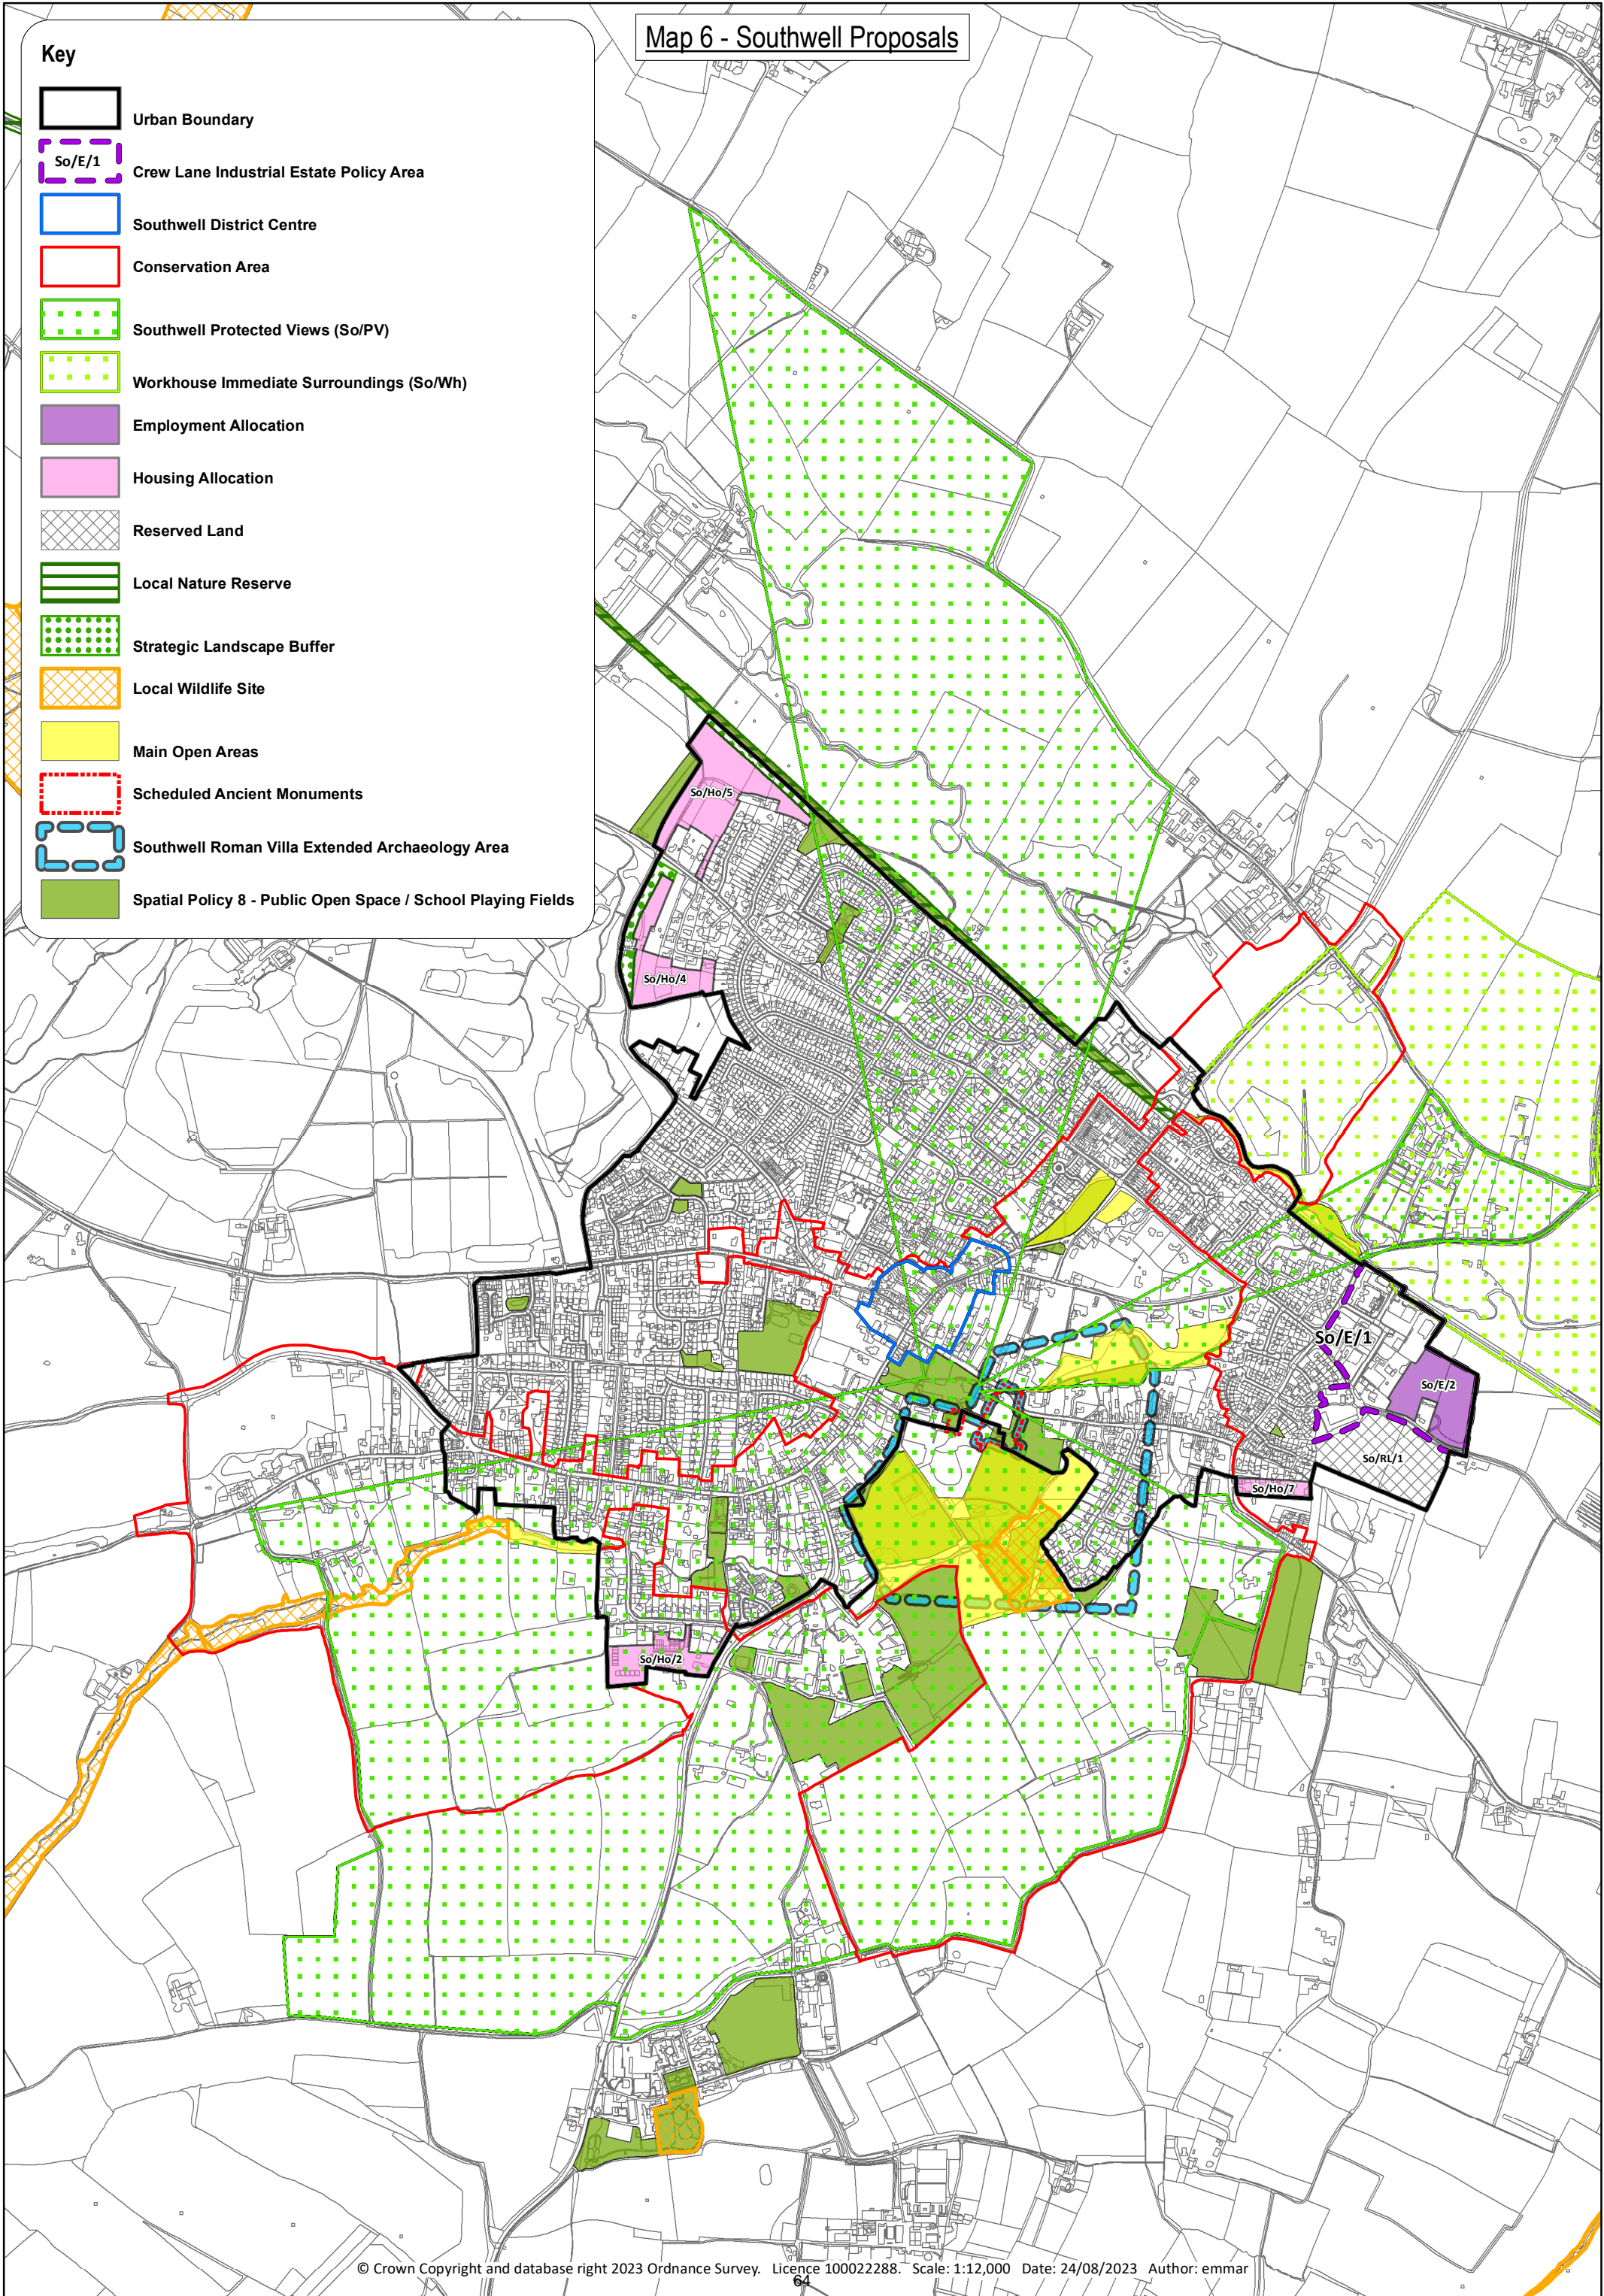 Map 6 - Southwell Proposals
Key
Urban Boundary
So/E/1
Crew Lane Industrial Estate Policy Area
Southwell District Centre
Conservation Area
Southwell Protected Views (So/PV)
Workhouse Immediate Surroundings (So/Wh)
Employment Allocation
Housing Allocation
Reserved Land
Local Nature Reserve
Strategic Landscape Buffer
Local Wildlife Site
Main Open Areas
Scheduled Ancient Monuments
Southwell Roman Villa Extended Archaeology Area
Spatial Policy 8 - Public Open Space / School Playing Fields
So/Ho/5
So/Ho/4
So/E/1
So/E/2
So/RL/1
So/Ho/7
So/Ho/2
© Crown Copyright and database right 2023 Ordnance Survey. Licence 100022288. Scale: 1:12,000 Date: 24/08/2023 Author: emmar
64